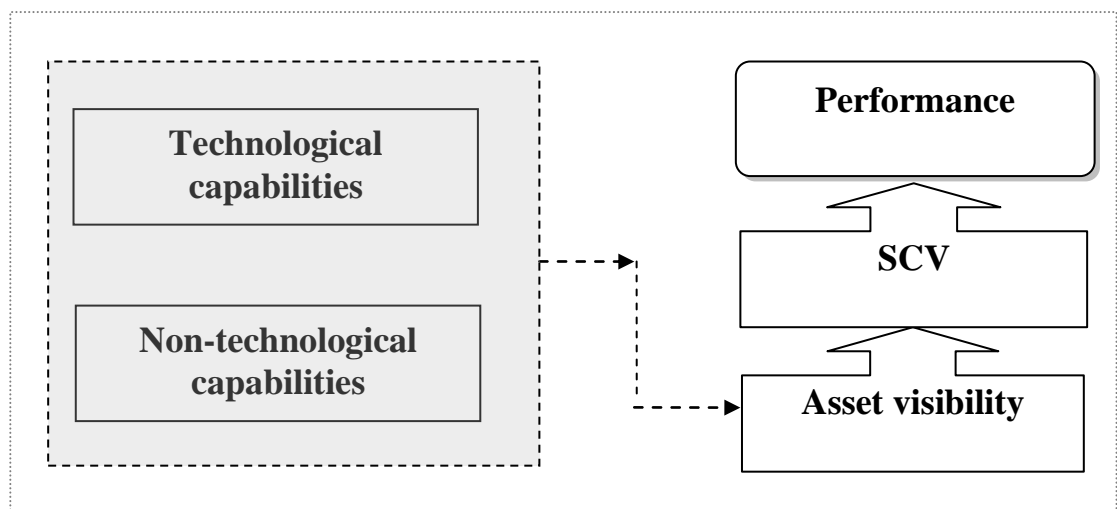 Technological
capabilities
Non-technological
capabilities
Performance
SCV
Asset visibility